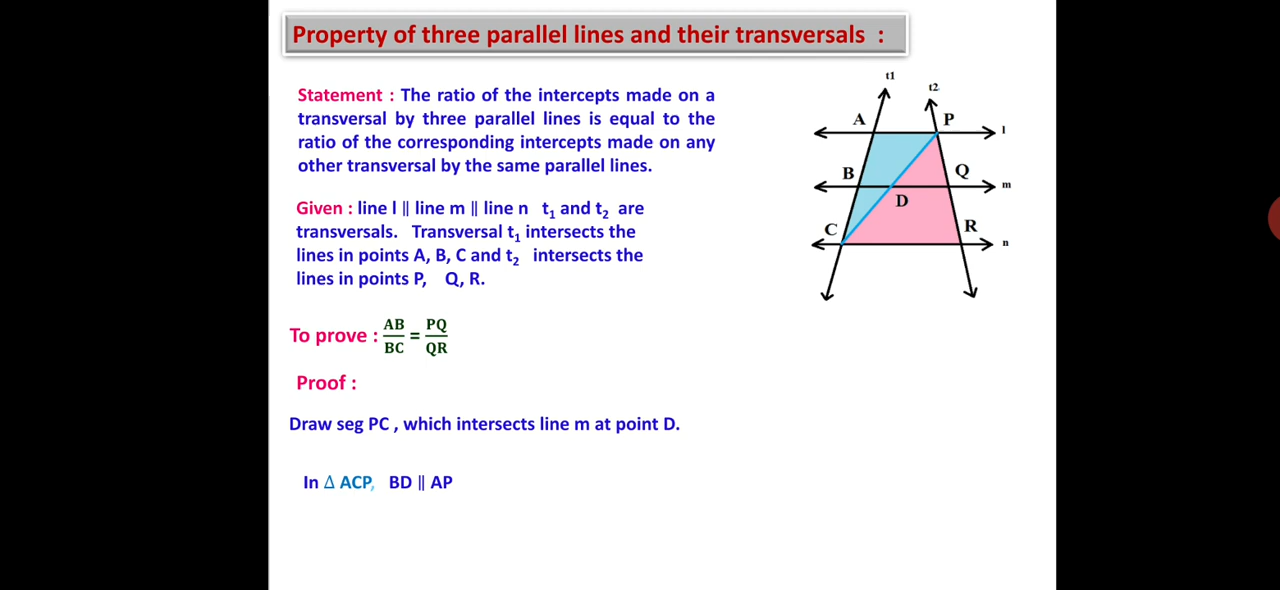 Property of three parallel lines and their transversals :
Statement : The ratio of the intercepts made on a
transversal by three parallel lines is equal to the
ratio of the corresponding intercepts made on any
other transversal by the same parallel lines.
Given : line l || line m || line n t₁ and t₂ are
transversals. Transversal t₁ intersects the
lines in points A, B, C and t₂ intersects the
lines in points P, Q, R.
To prove : AB/BC = PQ/QR
Proof :
Draw seg PC , which intersects line m at point D.
In Δ ACP, BD || AP
t1
t2
A
P
l
B
Q
m
D
C
R
n